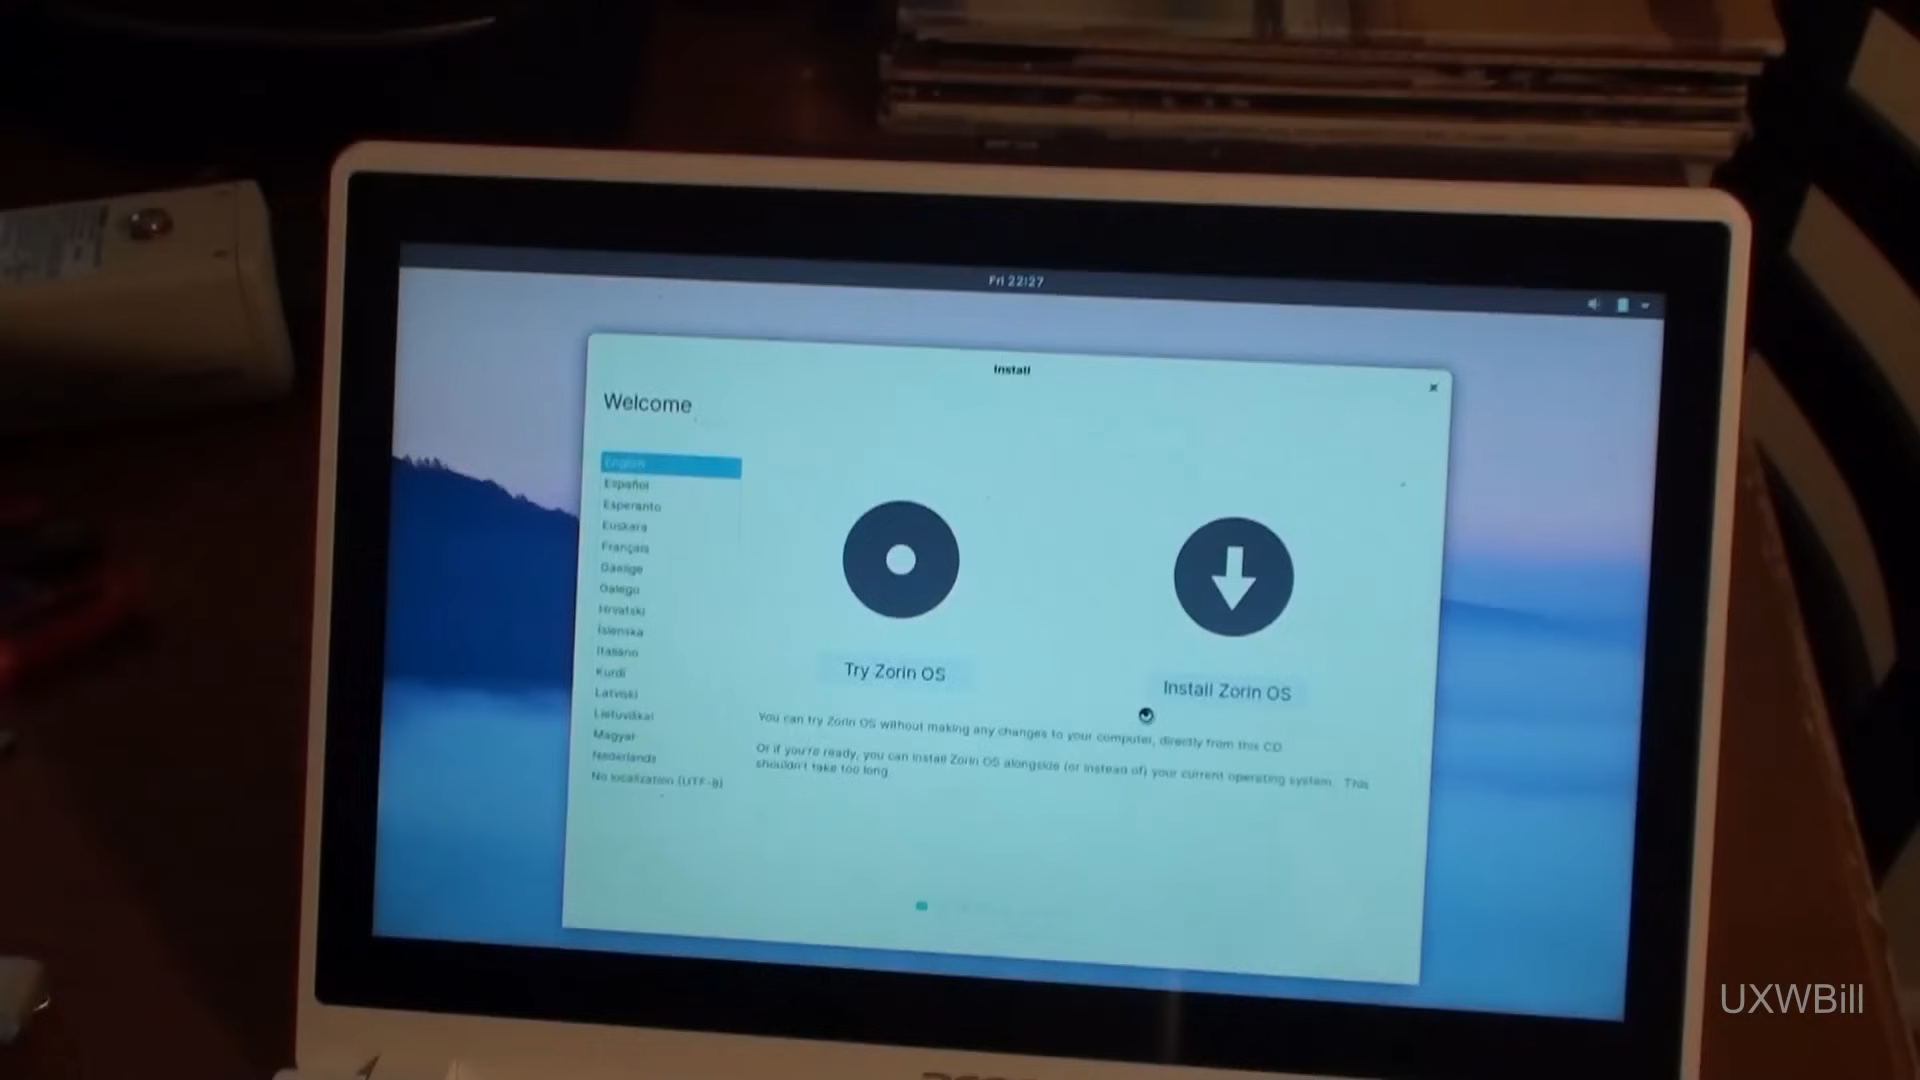 Fri 22:27
Install
Welcome
English
Español
Esperanto
Euskara
Français
Gaeilge
Galego
Hrvatski
Íslenska
Italiano
Kurdî
Latviski
Lietuviškai
Magyar
Nederlands
No localization (UTF-8)
Try Zorin OS
Install Zorin OS
You can try Zorin OS without making any changes to your computer, directly from this CD.
Or if you're ready, you can install Zorin OS alongside (or instead of) your current operating system. This
shouldn't take too long.
acer
UXWBill